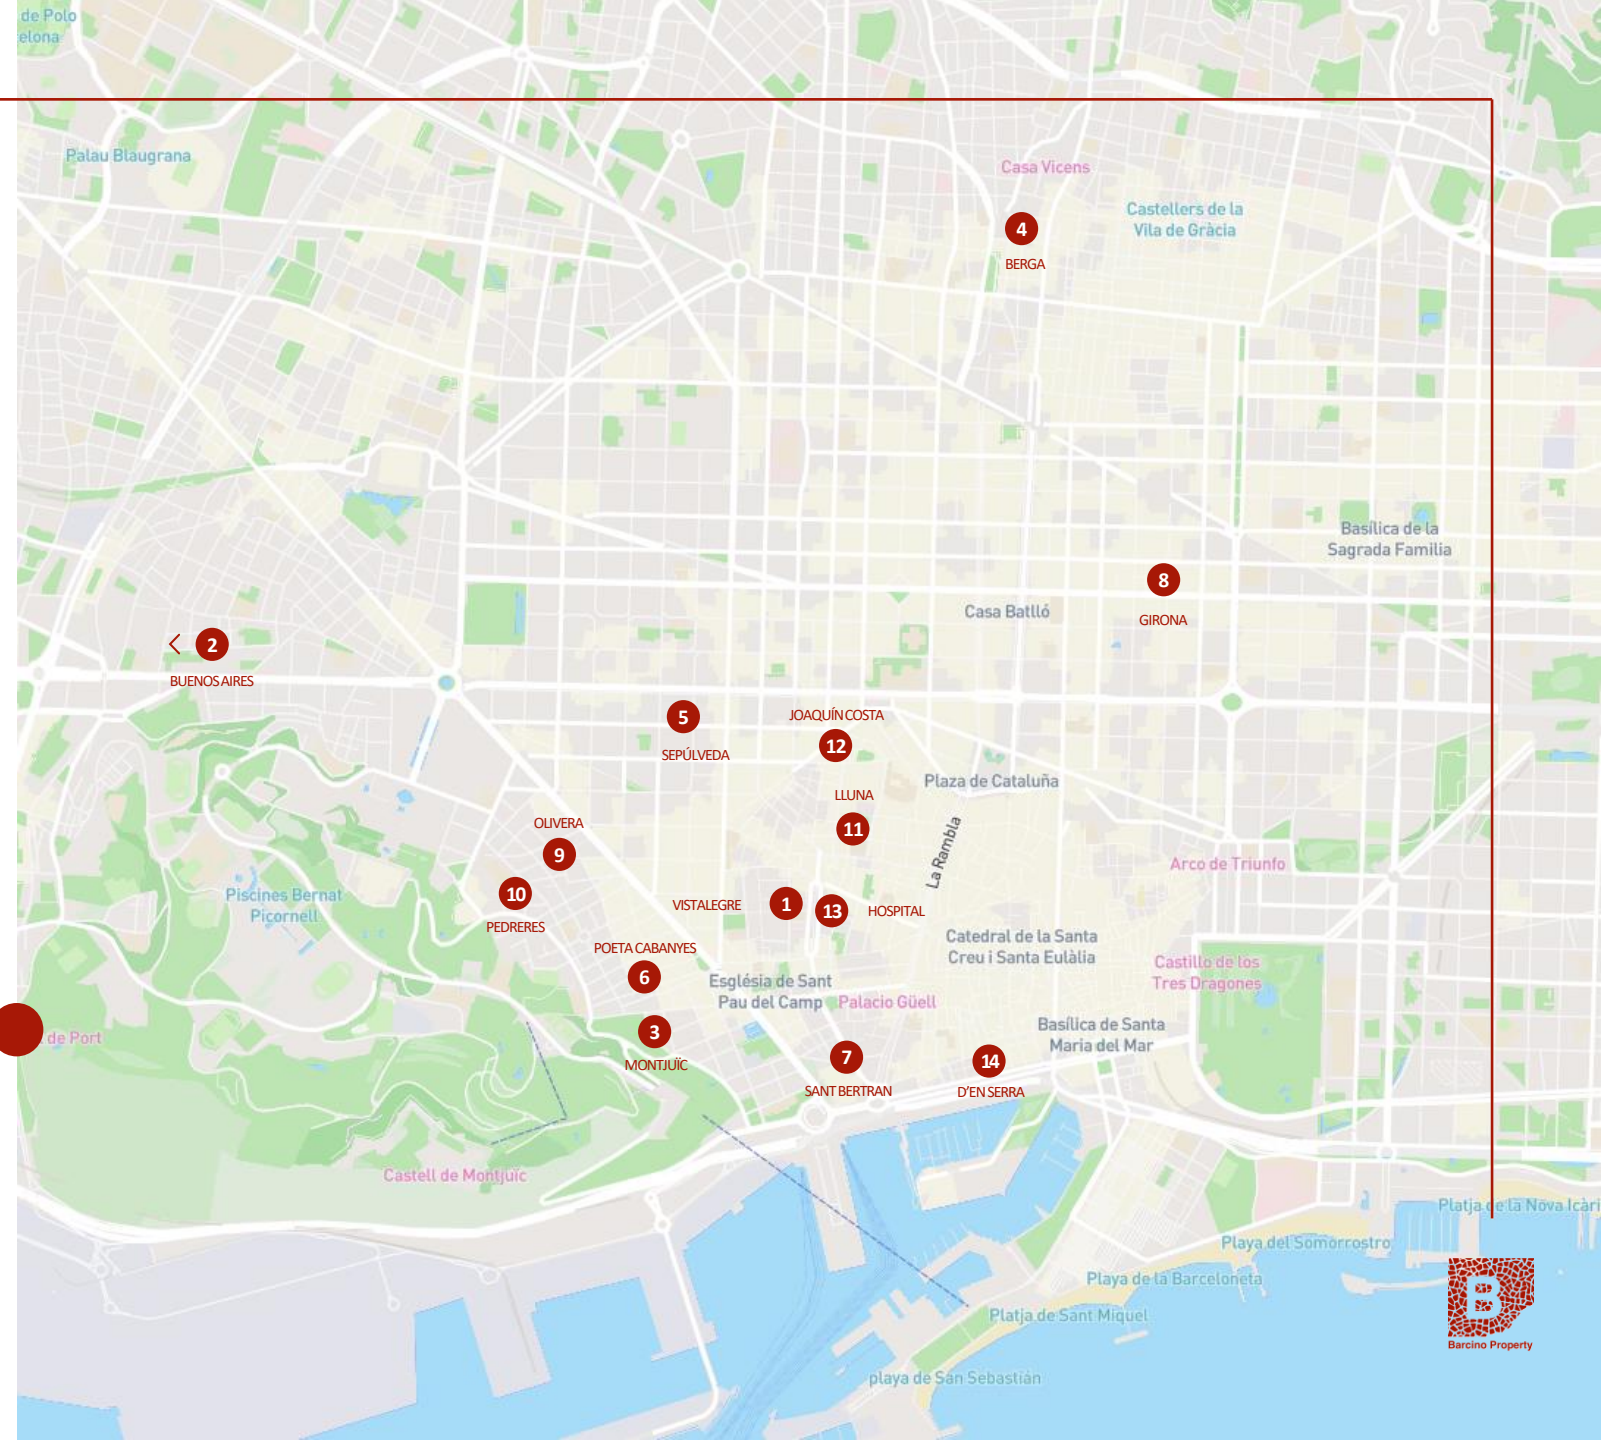 de Polo
elona
Palau Blaugrana
Casa Vicens
Castellers de la
Vila de Gràcia
4
BERGA
Basílica de la
Sagrada Familia
8
GIRONA
Casa Batlló
2
BUENOS AIRES
5
SEPÚLVEDA
JOAQUÍN COSTA
12
Plaza de Cataluña
LLUNA
11
La Rambla
OLIVERA
9
Arco de Triunfo
10
PEDRERES
Piscines Bernat
Picornell
VISTALEGRE
1
13
HOSPITAL
POETA CABANYES
6
Catedral de la Santa
Creu i Santa Eulàlia
Castillo de los
Tres Dragones
Església de Sant
Pau del Camp
Palacio Güell
de Port
3
MONTJUÏC
Basílica de Santa
Maria del Mar
7
SANT BERTRAN
14
D'EN SERRA
Castell de Montjuïc
Platja de la Nova Icàri
Playa del Somorrostro
Playa de la Barceloneta
Platja de Sant Miquel
playa de San Sebastián
B
Barcino Property